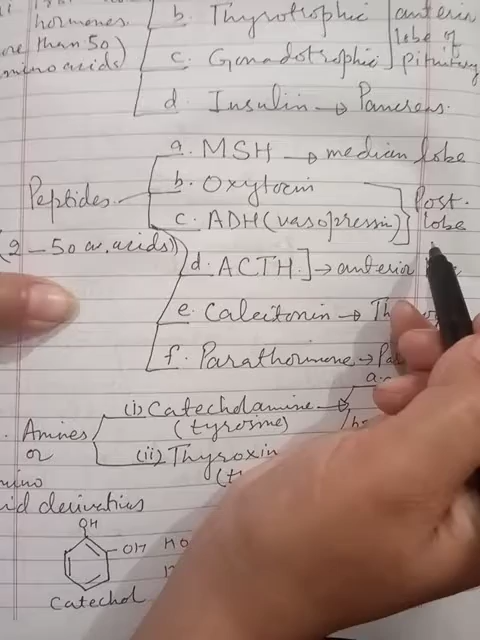 hormones
b. Thyrotrophic
anterior
lobe of
pituitary
than 50
amino acids)
c. Gonadotrophic
d. Insulin → Pancreas.
a. MSH → median lobe
Peptides
b. Oxytocin
Post.
lobe
c. ADH (vasopressin)
(2-50 a. acids)
d. ACTH. → anterior
e. Calcitonin → Th
f. Parathormone → Pa
a.
Amines
or
(i) Catecholamine →
(tyrosine)
(ii) Thyroxin
derivatives
OH
OH HO
Catechol